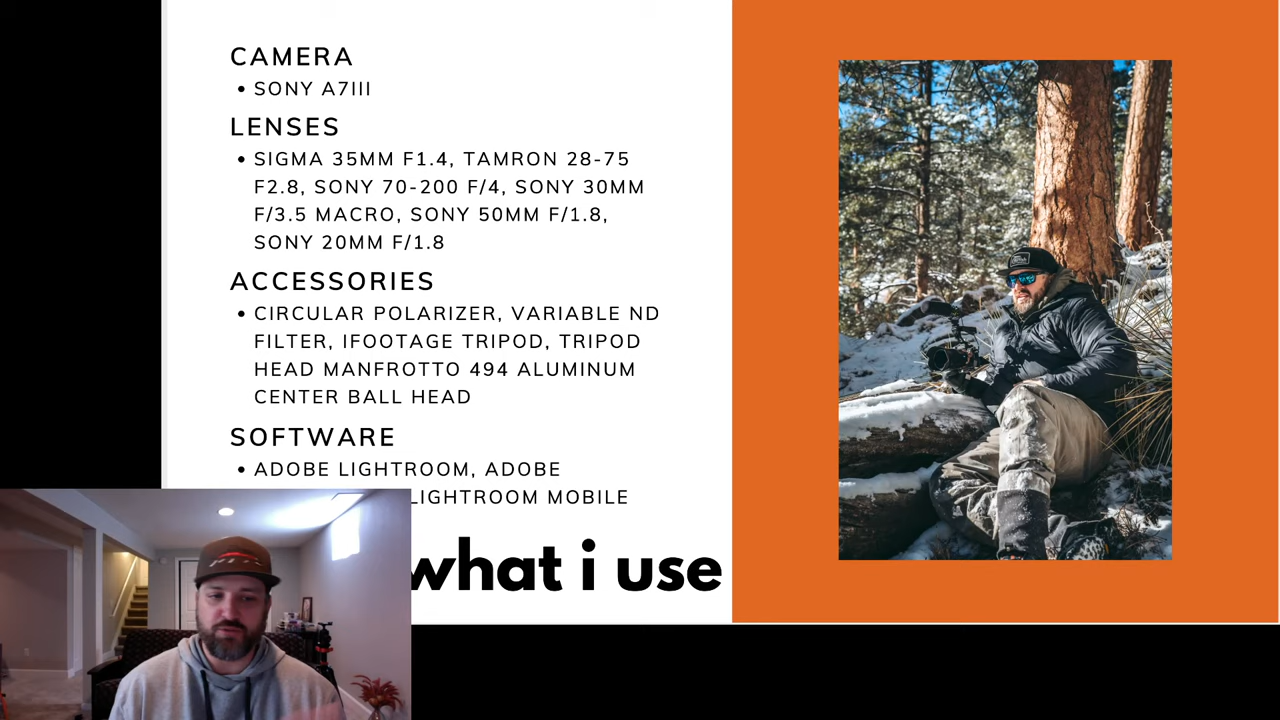 CAMERA
• SONY A7III
LENSES
• SIGMA 35MM F1.4, TAMRON 28-75
F2.8, SONY 70-200 F/4, SONY 30MM
F/3.5 MACRO, SONY 50MM F/1.8,
SONY 20MM F/1.8
ACCESSORIES
• CIRCULAR POLARIZER, VARIABLE ND
FILTER, IFOOTAGE TRIPOD, TRIPOD
HEAD MANFROTTO 494 ALUMINUM
CENTER BALL HEAD
SOFTWARE
• ADOBE LIGHTROOM, ADOBE
LIGHTROOM MOBILE
what i use